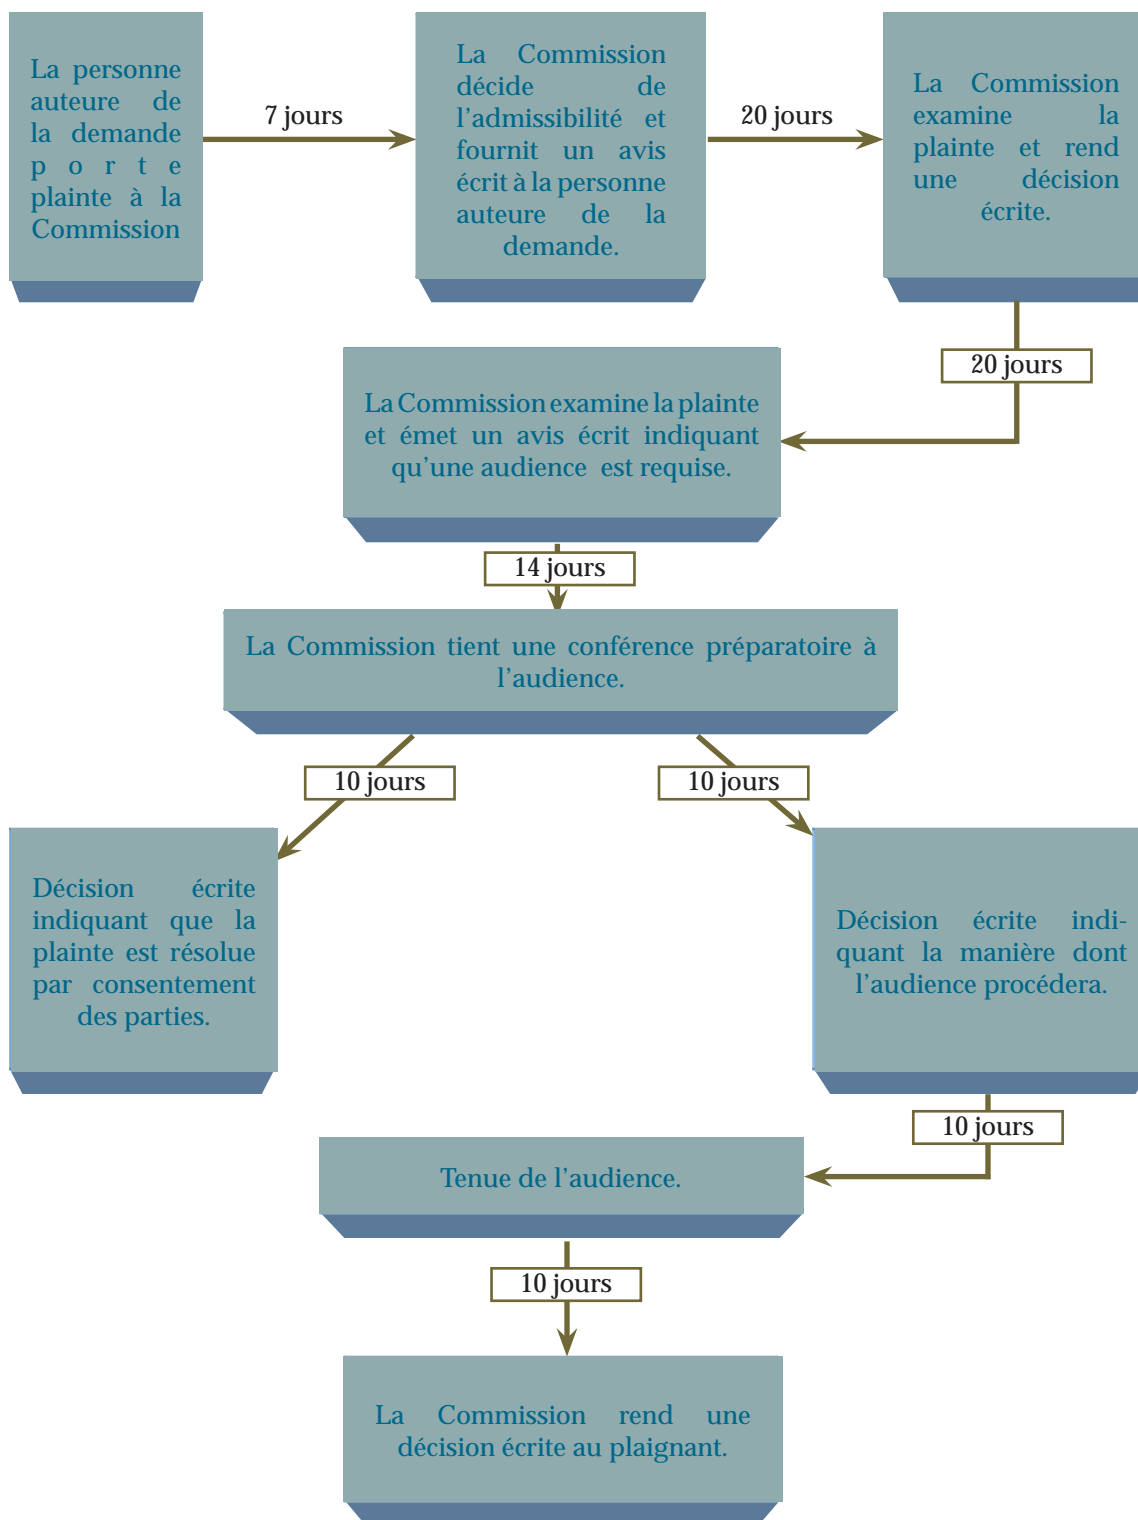 La personne
auteure de
la demande
p o r t e
plainte à la
Commission
7 jours
La Commission
décide de
l'admissibilité et
fournit un avis
écrit à la personne
auteure de la
demande.
20 jours
La Commission
examine la
plainte et rend
une décision
écrite.
20 jours
La Commission examine la plainte
et émet un avis écrit indiquant
qu'une audience est requise.
14 jours
La Commission tient une conférence préparatoire à
l'audience.
10 jours
10 jours
Décision écrite
indiquant que la
plainte est résolue
par consentement
des parties.
Décision écrite indi-
quant la manière dont
l'audience procédera.
10 jours
Tenue de l'audience.
10 jours
La Commission rend une
décision écrite au plaignant.